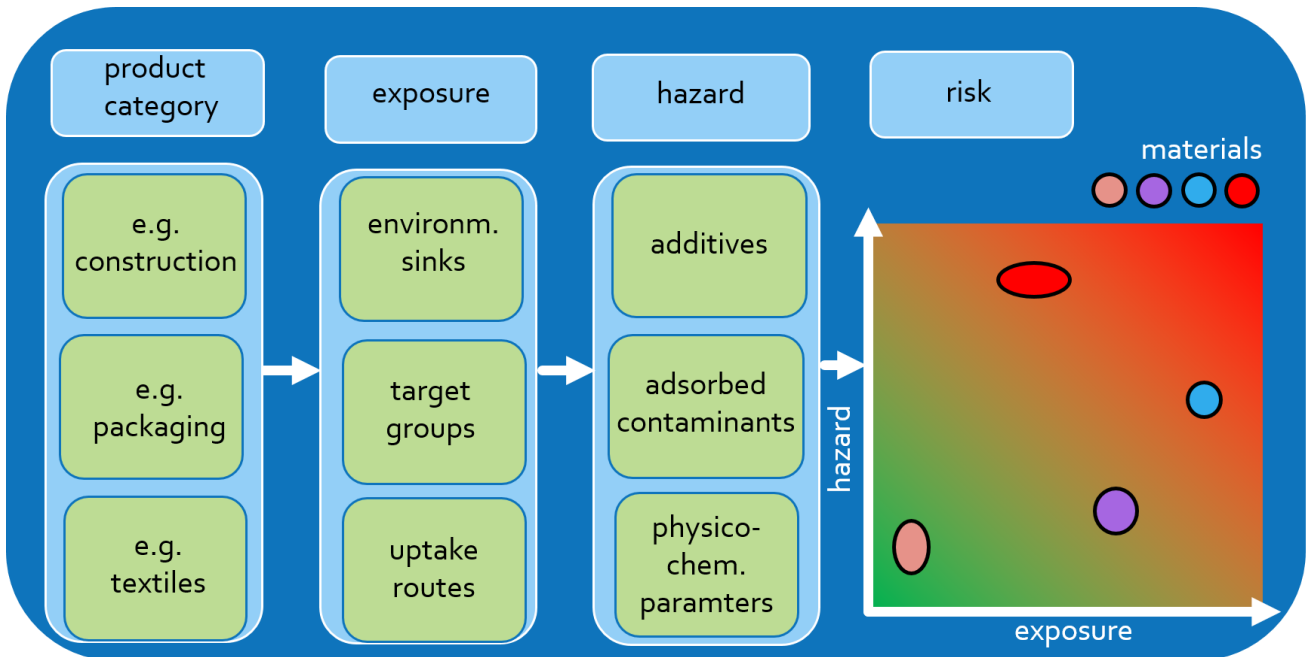 product
category
exposure
hazard
risk
materials
e.g.
construction
e.g.
packaging
e.g.
textiles
environm.
sinks
target
groups
uptake
routes
additives
adsorbed
contaminants
physico-
chem.
paramters
hazard
exposure